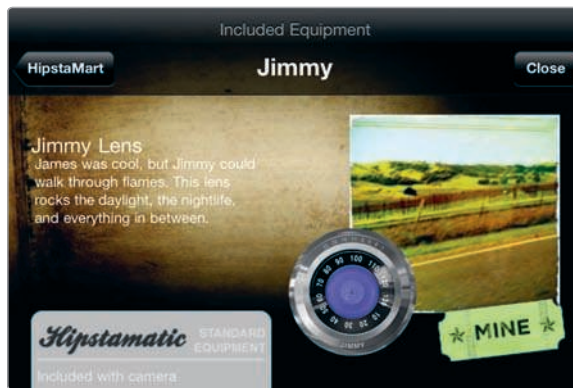 Included Equipment
HipstaMart
Jimmy
Close
Jimmy Lens
James was cool, but Jimmy could
walk through flames. This lens
rocks the daylight, the nightlife,
and everything in between.
MINE
Hipstamatic STANDARD
EQUIPMENT
Included with camera